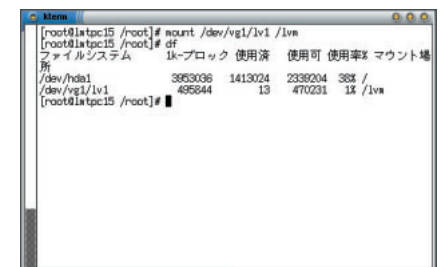 kterm
[root@lmtpc15 /root]# mount /dev/vg1/lv1 /lvm
[root@lmtpc15 /root]# df
ファイルシステム 1k-ブロック 使用済 使用可 使用率% マウント場
所
/dev/hda1 3953036 1413024 2339204 38% /
/dev/vg1/lv1 495844 13 470231 1% /lvm
[root@lmtpc15 /root]#